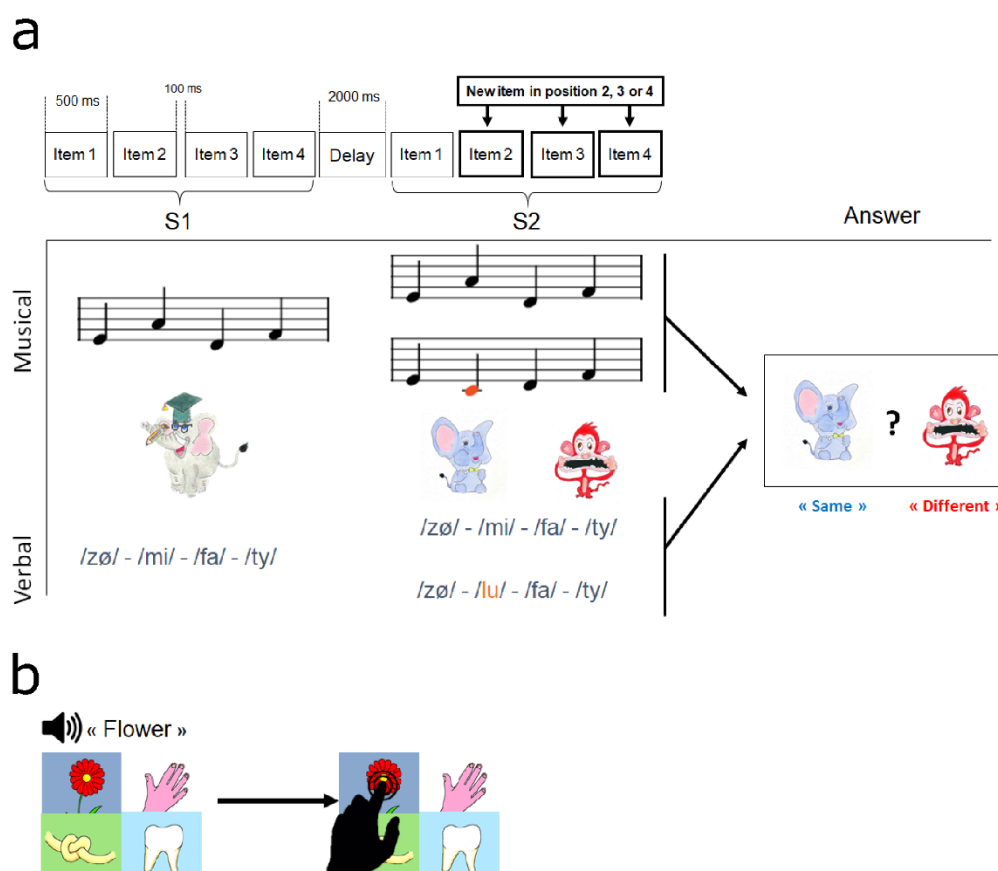 a
500 ms
100 ms
2000 ms
New item in position 2, 3 or 4
Item 1 Item 2 Item 3 Item 4 Delay Item 1 Item 2 Item 3 Item 4
S1 S2 Answer
Musical
?
« Same » « Different »
Verbal
/zø/ - /mi/ - /fa/ - /ty/
/zø/ - /mi/ - /fa/ - /ty/
/zø/ - /lu/ - /fa/ - /ty/
b
« Flower »